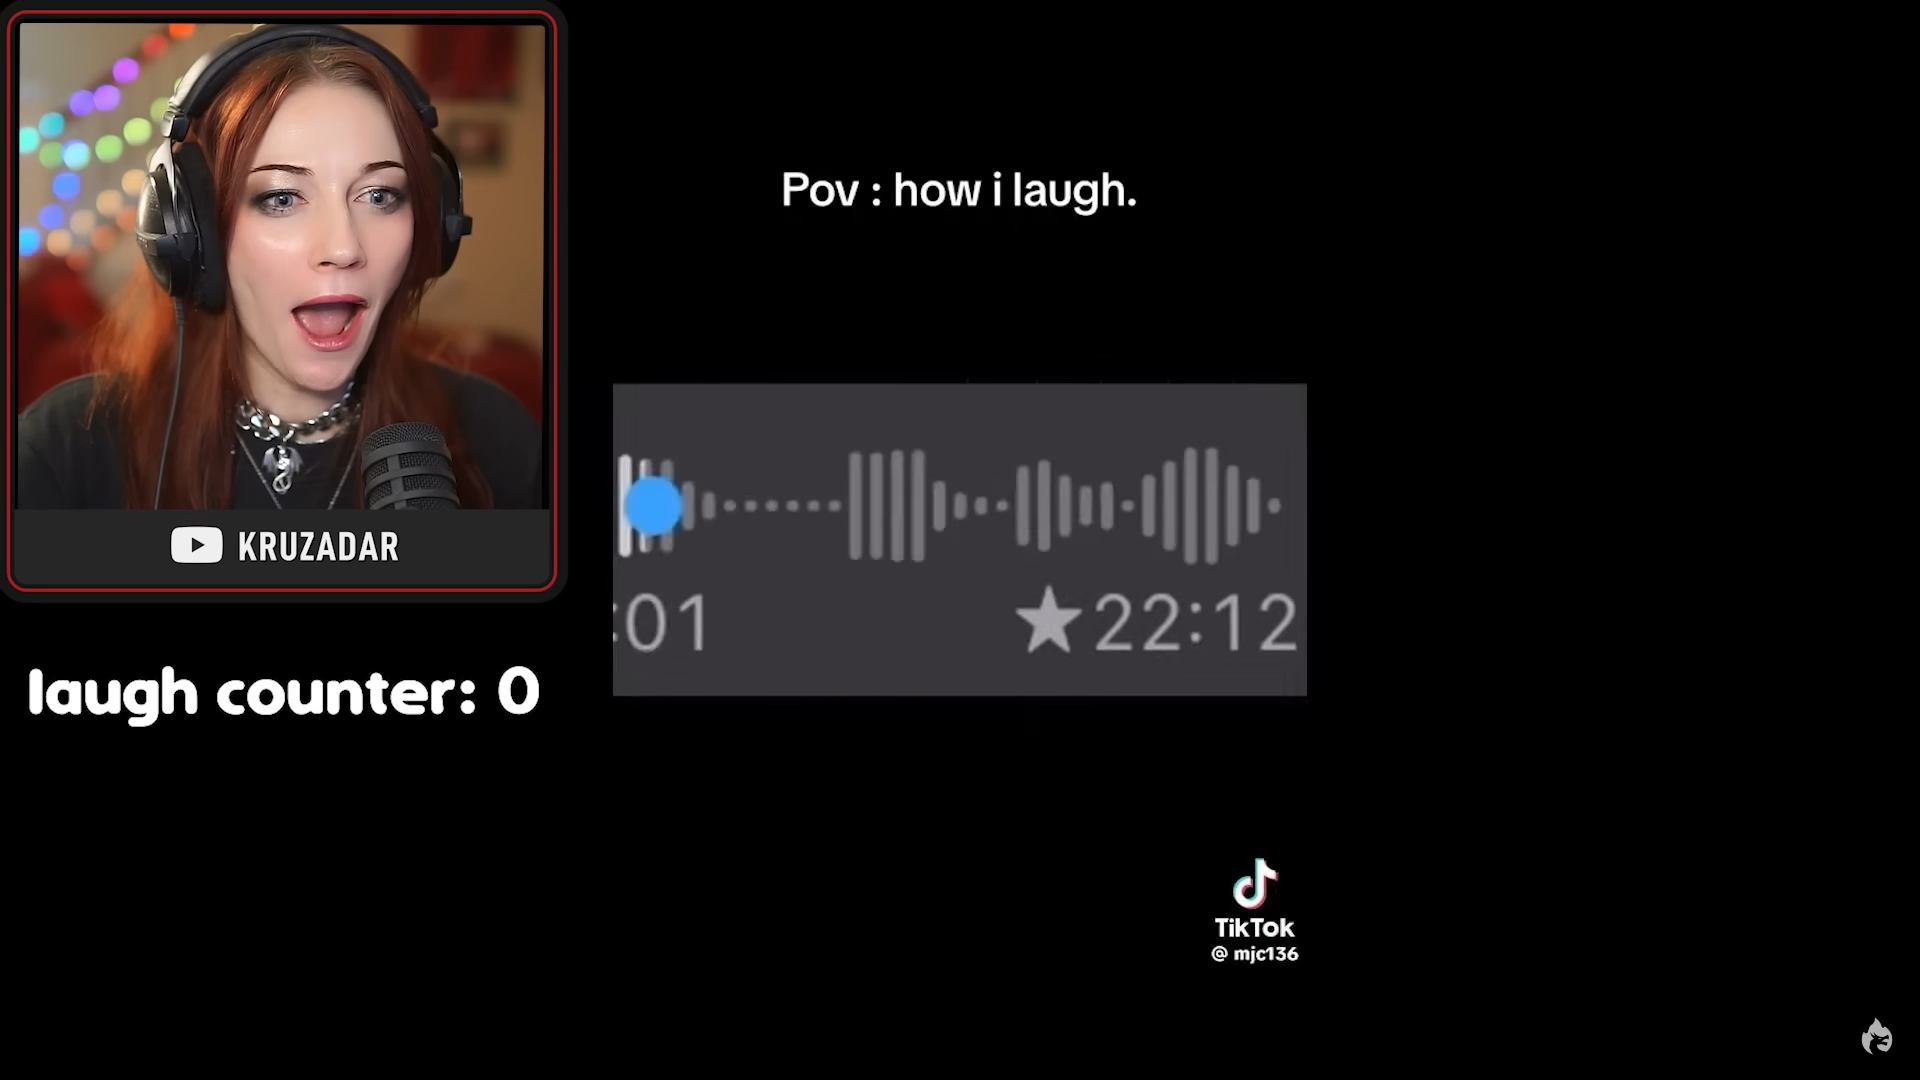 Pov : how i laugh.
KRUZADAR
:01
★22:12
laugh counter: 0
TikTok
@ mjc136